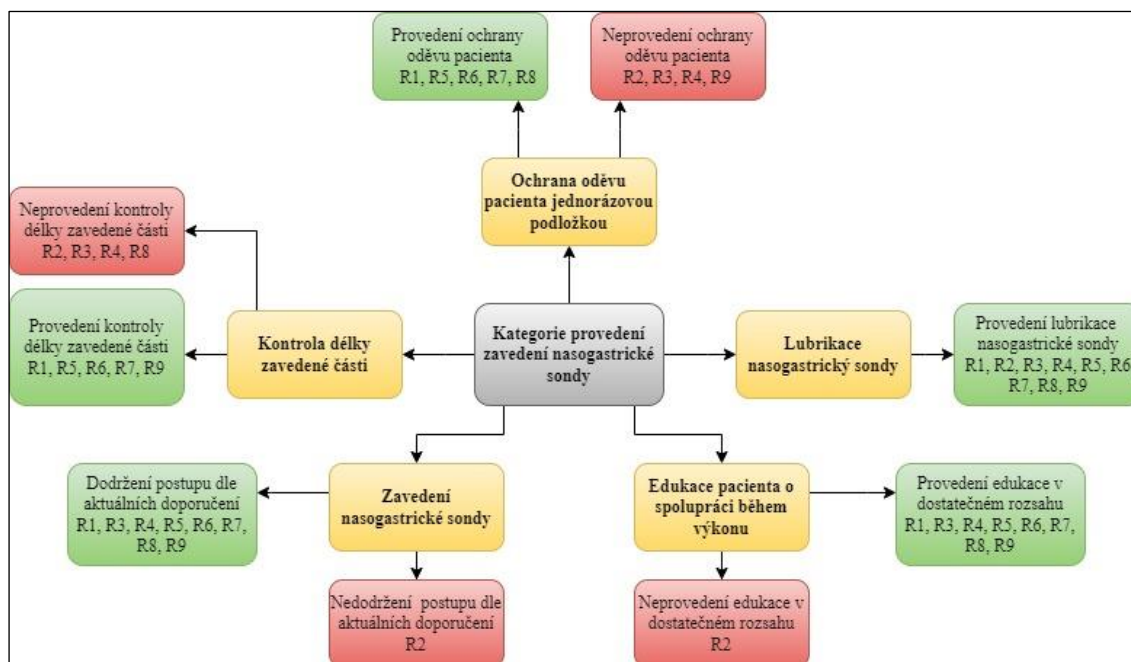 Provedení ochrany
oděvu pacienta
R1, R5, R6, R7, R8
Neprovedení ochrany
oděvu pacienta
R2, R3, R4, R9
Ochrana oděvu
pacienta jednorázovou
podložkou
Neprovedení kontroly
délky zavedené části
R2, R3, R4, R8
Provedení kontroly
délky zavedené části
R1, R5, R6, R7, R9
Kontrola délky
zavedené části
Kategorie provedení
zavedení nasogastrické
sondy
Lubrikace
nasogastrický sondy
Provedení lubrikace
nasogastrické sondy
R1, R2, R3, R4, R5, R6
R7, R8, R9
Dodržení postupu dle
aktuálních doporučení
R1, R3, R4, R5, R6, R7,
R8, R9
Zavedení
nasogastrické sondy
Edukace pacienta o
spolupráci během
výkonu
Provedení edukace v
dostatečném rozsahu
R1, R3, R4, R5, R6, R7,
R8, R9
Nedodržení postupu dle
aktuálních doporučení
R2
Neprovedení edukace v
dostatečném rozsahu
R2